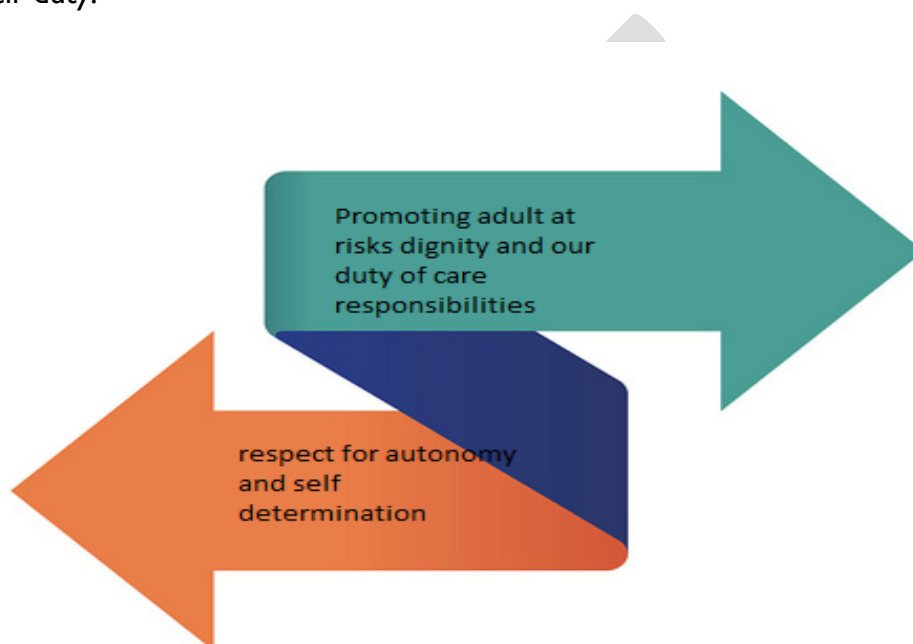 Promoting adult at
risks dignity and our
duty of care
responsibilities
respect for autonomy
and self
determination